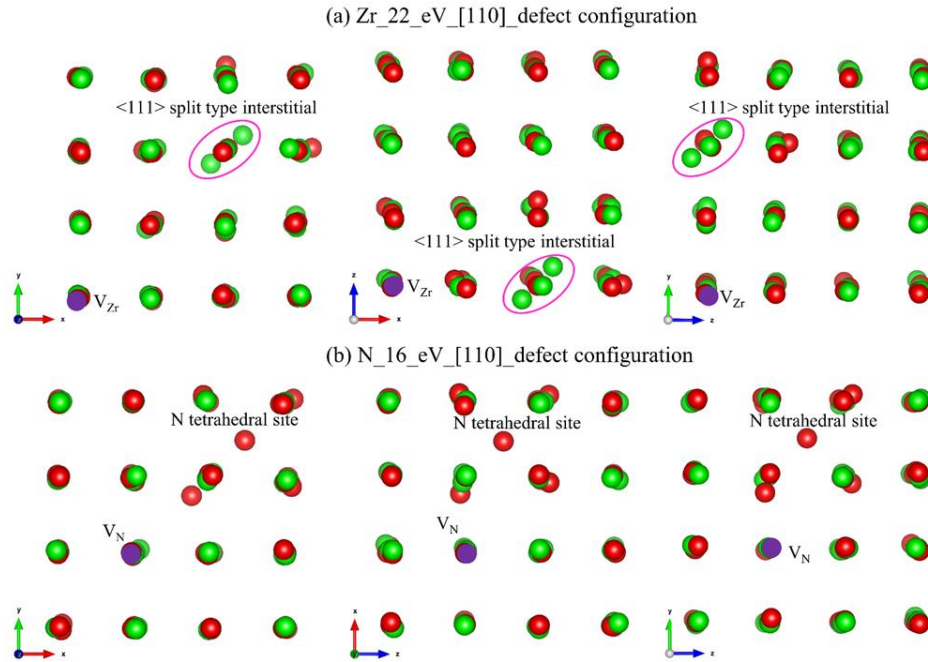 (a) Zr_22_eV_[110]_defect configuration
<111> split type interstitial
<111> split type interstitial
<111> split type interstitial
y
V_Zr
x
z
V_Zr
x
y
V_Zr
z
(b) N_16_eV_[110]_defect configuration
N tetrahedral site
N tetrahedral site
N tetrahedral site
V_N
V_N
V_N
y
x
x
z
y
z